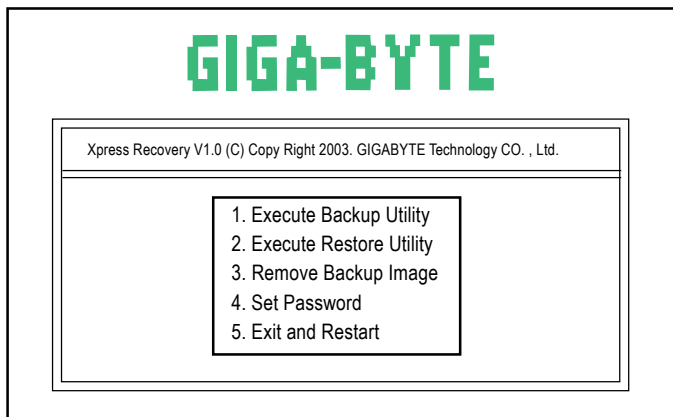 GIGA-BYTE
Xpress Recovery V1.0 (C) Copy Right 2003. GIGABYTE Technology CO. , Ltd.
1. Execute Backup Utility
2. Execute Restore Utility
3. Remove Backup Image
4. Set Password
5. Exit and Restart